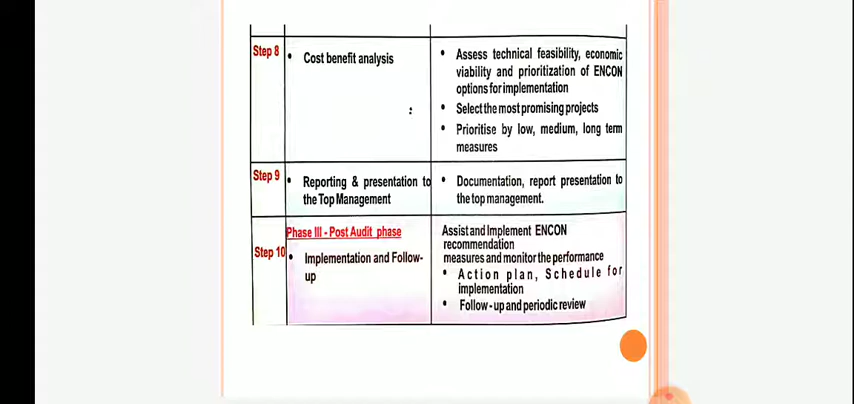 Step 8
• Cost benefit analysis
:
• Assess technical feasibility, economic
viability and prioritization of ENCON
options for implementation
• Select the most promising projects
• Prioritise by low, medium, long term
measures
Step 9
• Reporting & presentation to
the Top Management
• Documentation, report presentation to
the top management.
Phase III - Post Audit phase
Step 10
• Implementation and Follow-
up
Assist and Implement ENCON
recommendation
measures and monitor the performance
• Action plan, Schedule for
implementation
• Follow-up and periodic review